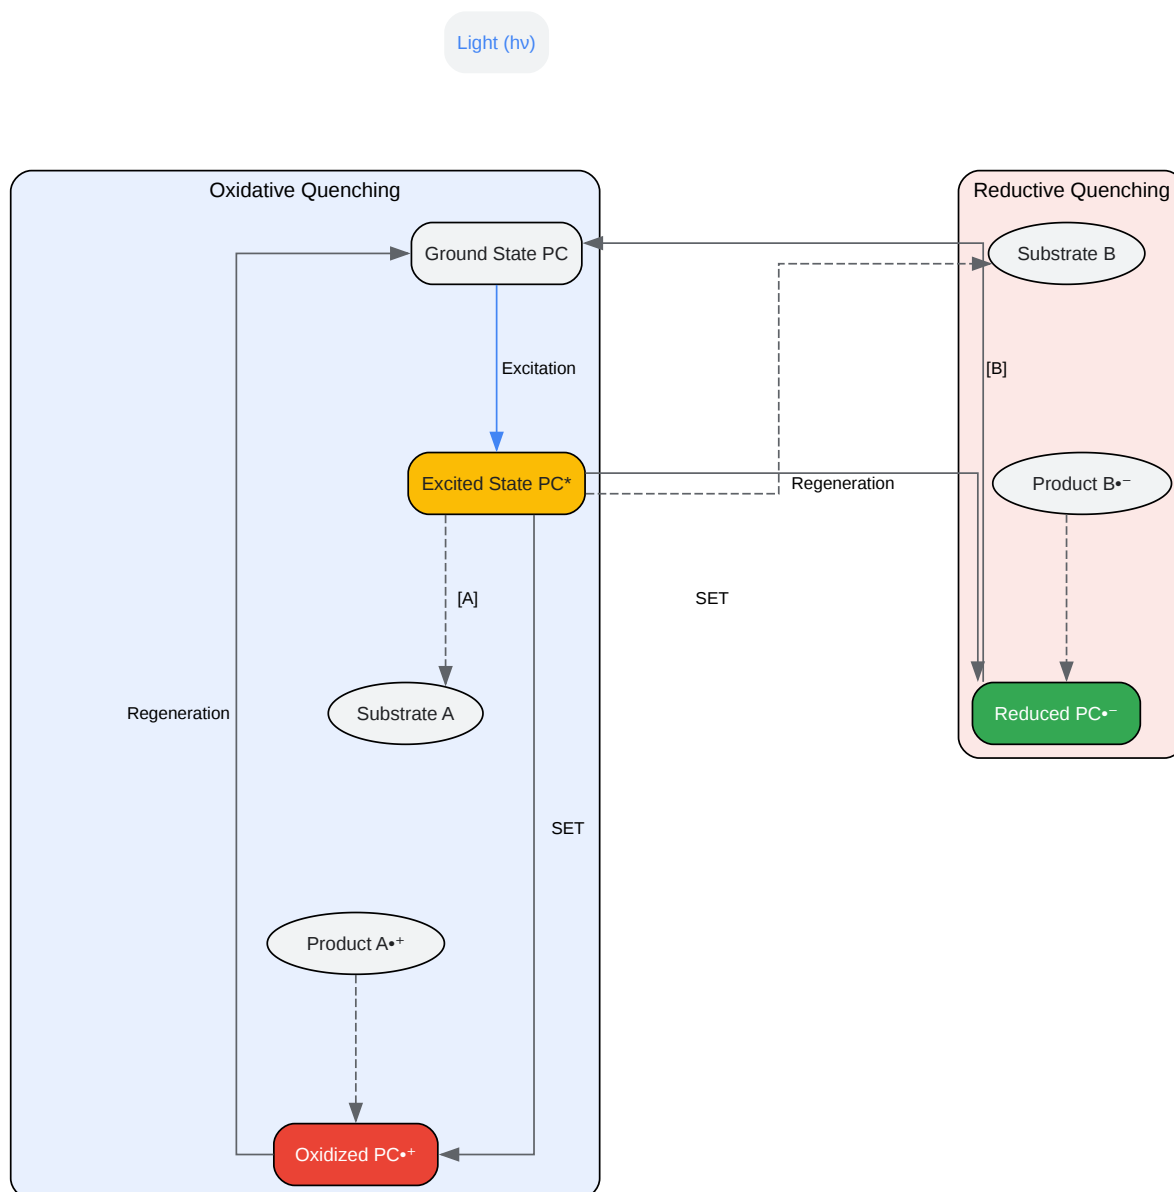 Light (hν)
Oxidative Quenching
Reductive Quenching
Ground State PC
Substrate B
Excitation
[B]
Excited State PC*
Regeneration
Product B•⁻
[A]
SET
Regeneration
Substrate A
Reduced PC•⁻
SET
Product A•⁺
Oxidized PC•⁺